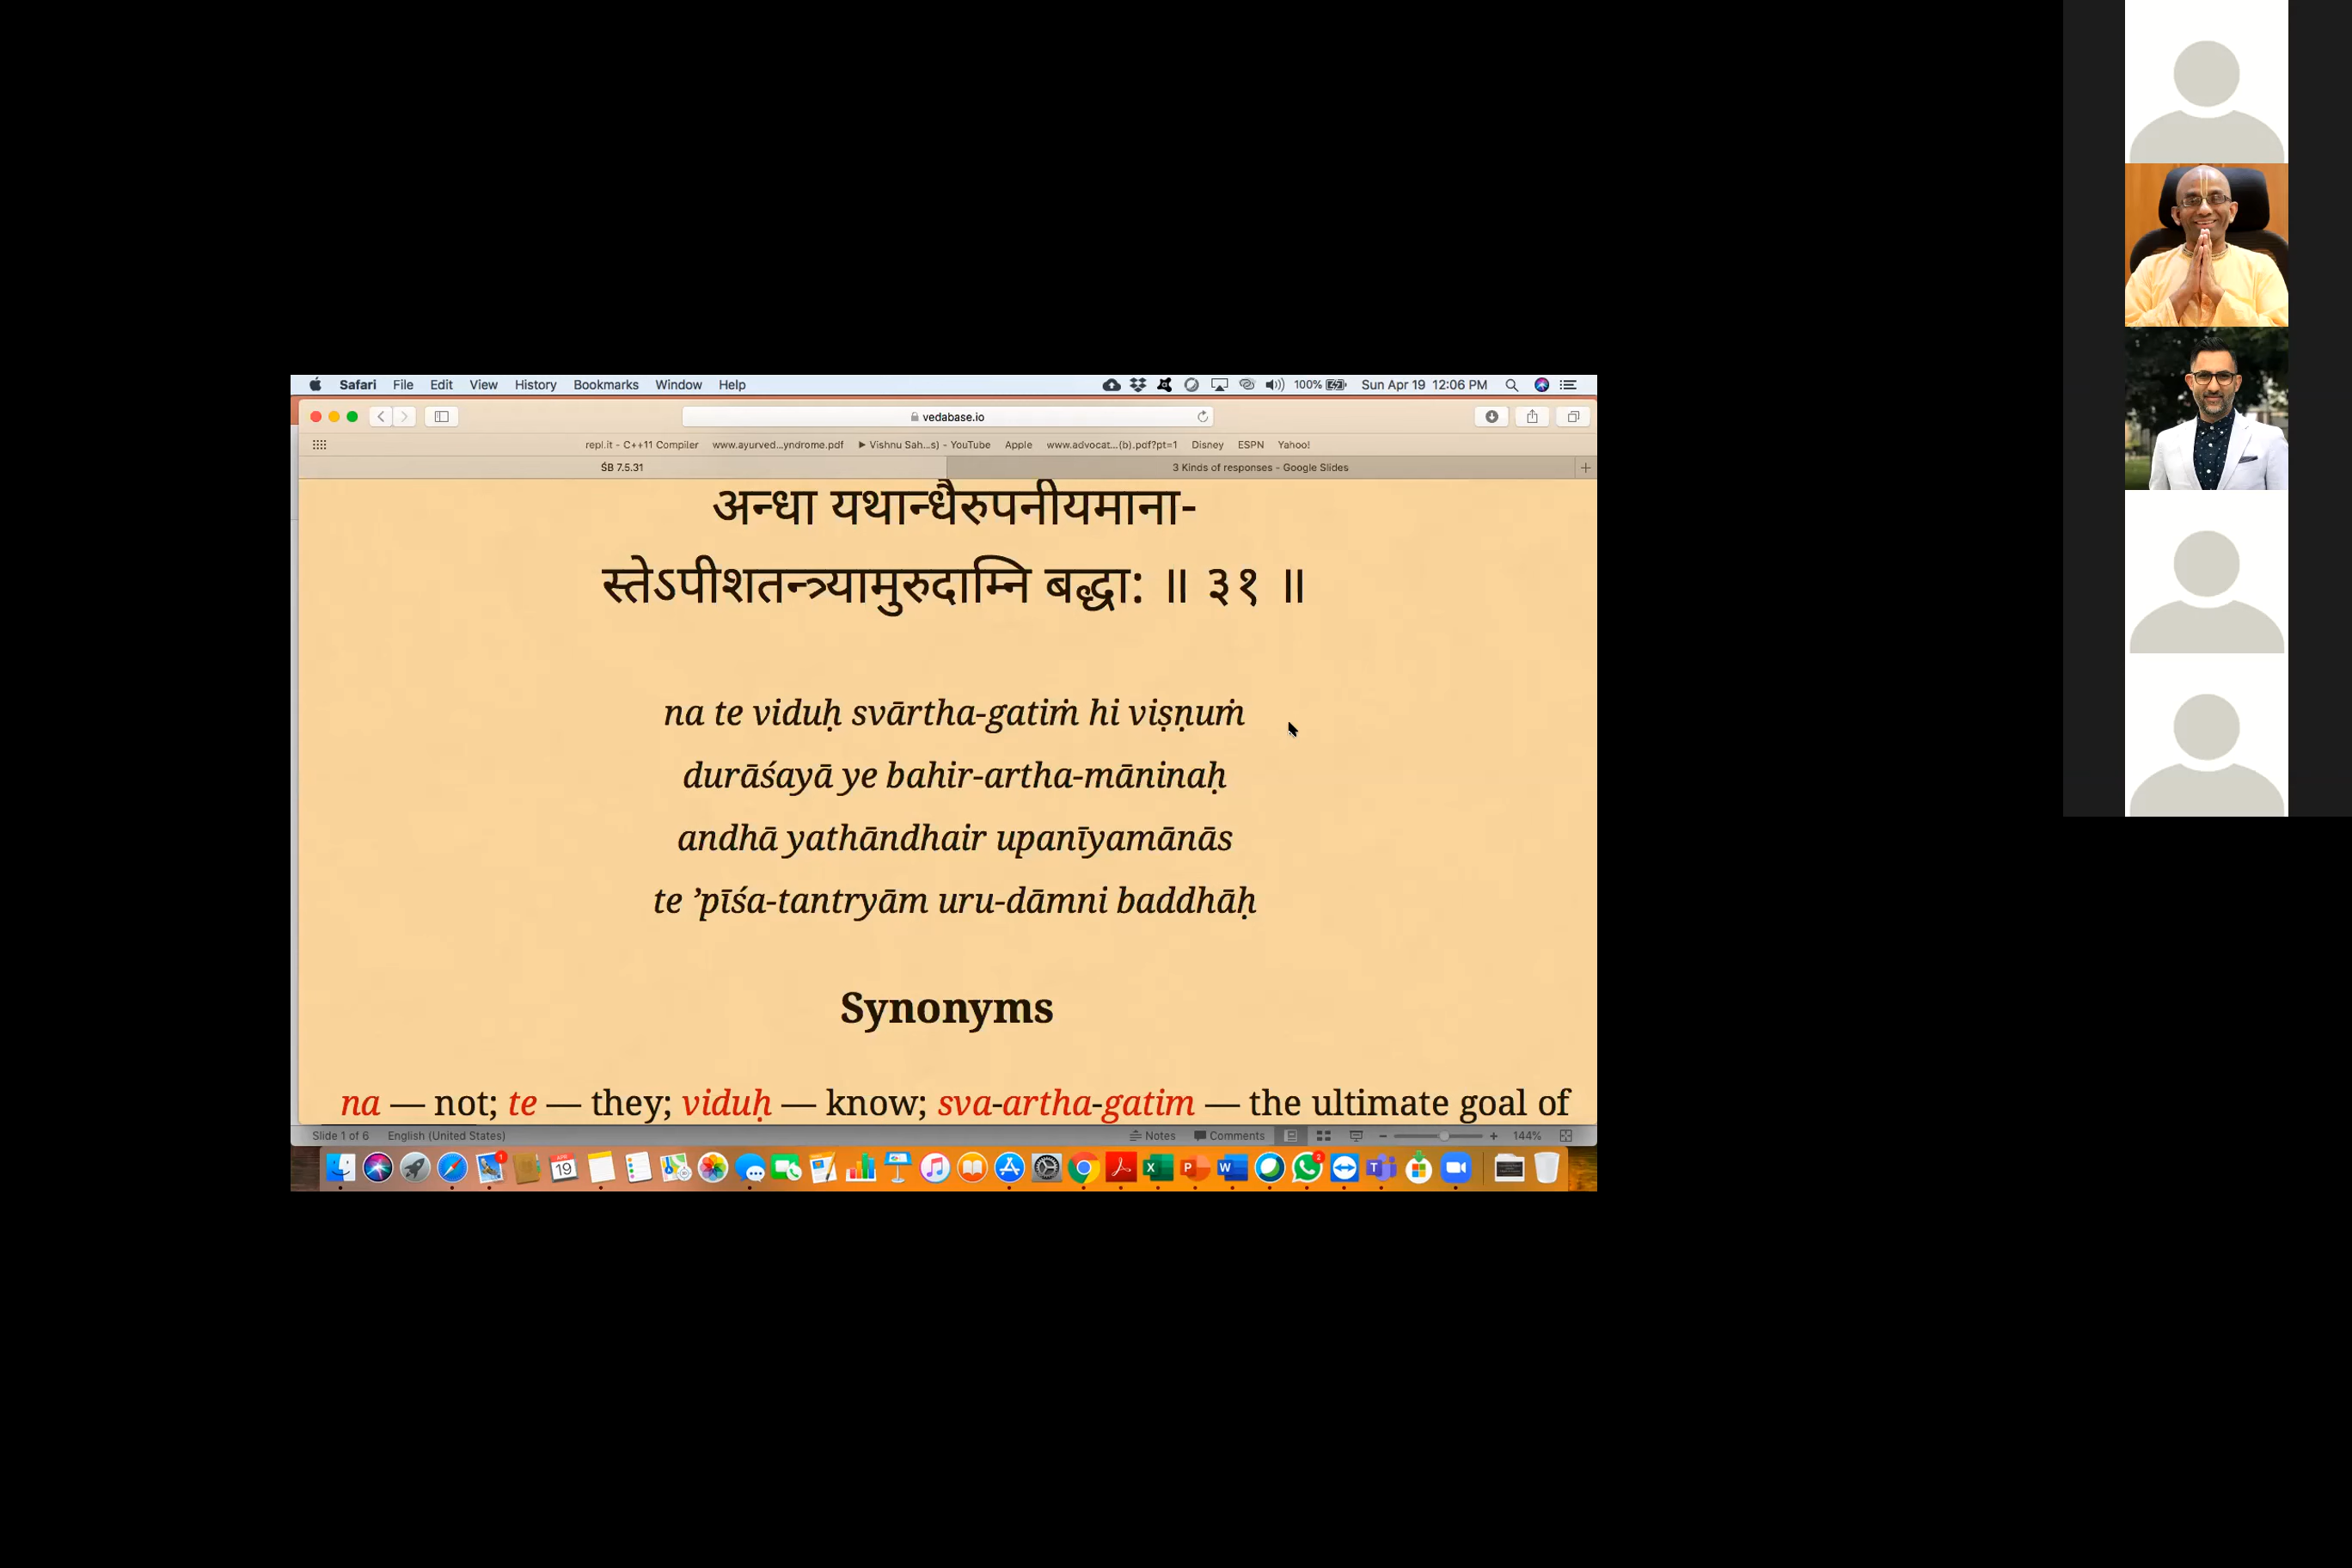 Safari File Edit View History Bookmarks Window Help 100% Sun Apr 19 12:06 PM
vedabase.io
repl.it - C++11 Compiler www.ayurved...yndrome.pdf ▶ Vishnu Sah...s) - YouTube Apple www.advocat...(b).pdf?pt=1 Disney ESPN Yahoo!
ŚB 7.5.31 3 Kinds of responses - Google Slides
अन्धा यथान्धैरुपनीयमाना-
स्तेऽपीशतन्त्र्यामुरुदाम्नि बद्धा: ॥ ३१ ॥
na te viduḥ svārtha-gatiṁ hi viṣṇuṁ
durāśayā ye bahir-artha-māninaḥ
andhā yathāndhair upanīyamānās
te ’pīśa-tantryām uru-dāmni baddhāḥ
Synonyms
na — not; te — they; viduḥ — know; sva-artha-gatim — the ultimate goal of
Slide 1 of 6 English (United States) Notes Comments 144%
19